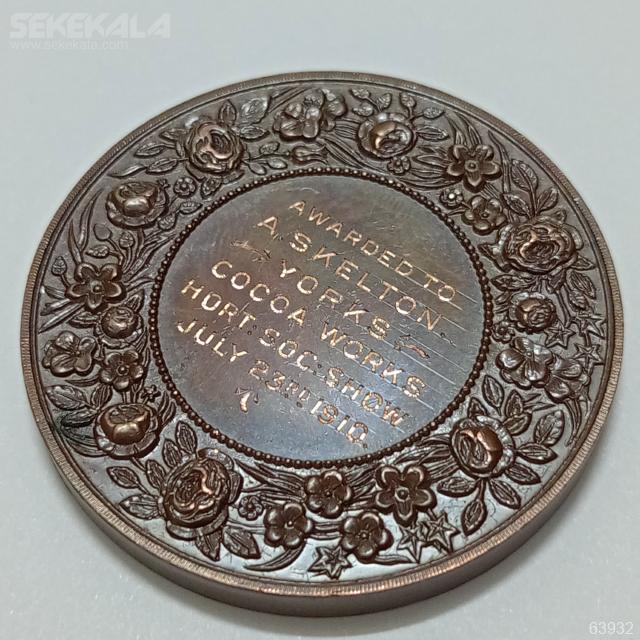 SEKEKALA
www.sekekala.com
AWARDED TO
A. SKELTON.
YORKS
COCOA WORKS
HORT. SOC. SHOW
JULY 23RD 1910.
63932